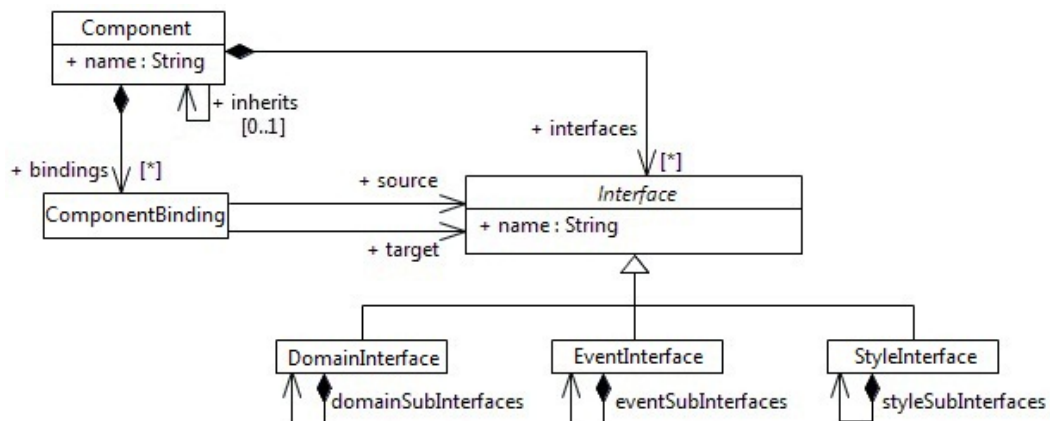 Component
+ name : String
+ inherits
[0..1]
+ interfaces
[*]
+ bindings
[*]
+ source
Interface
ComponentBinding
+ name : String
+ target
DomainInterface
EventInterface
StyleInterface
domainSubInterfaces
eventSubInterfaces
styleSubInterfaces